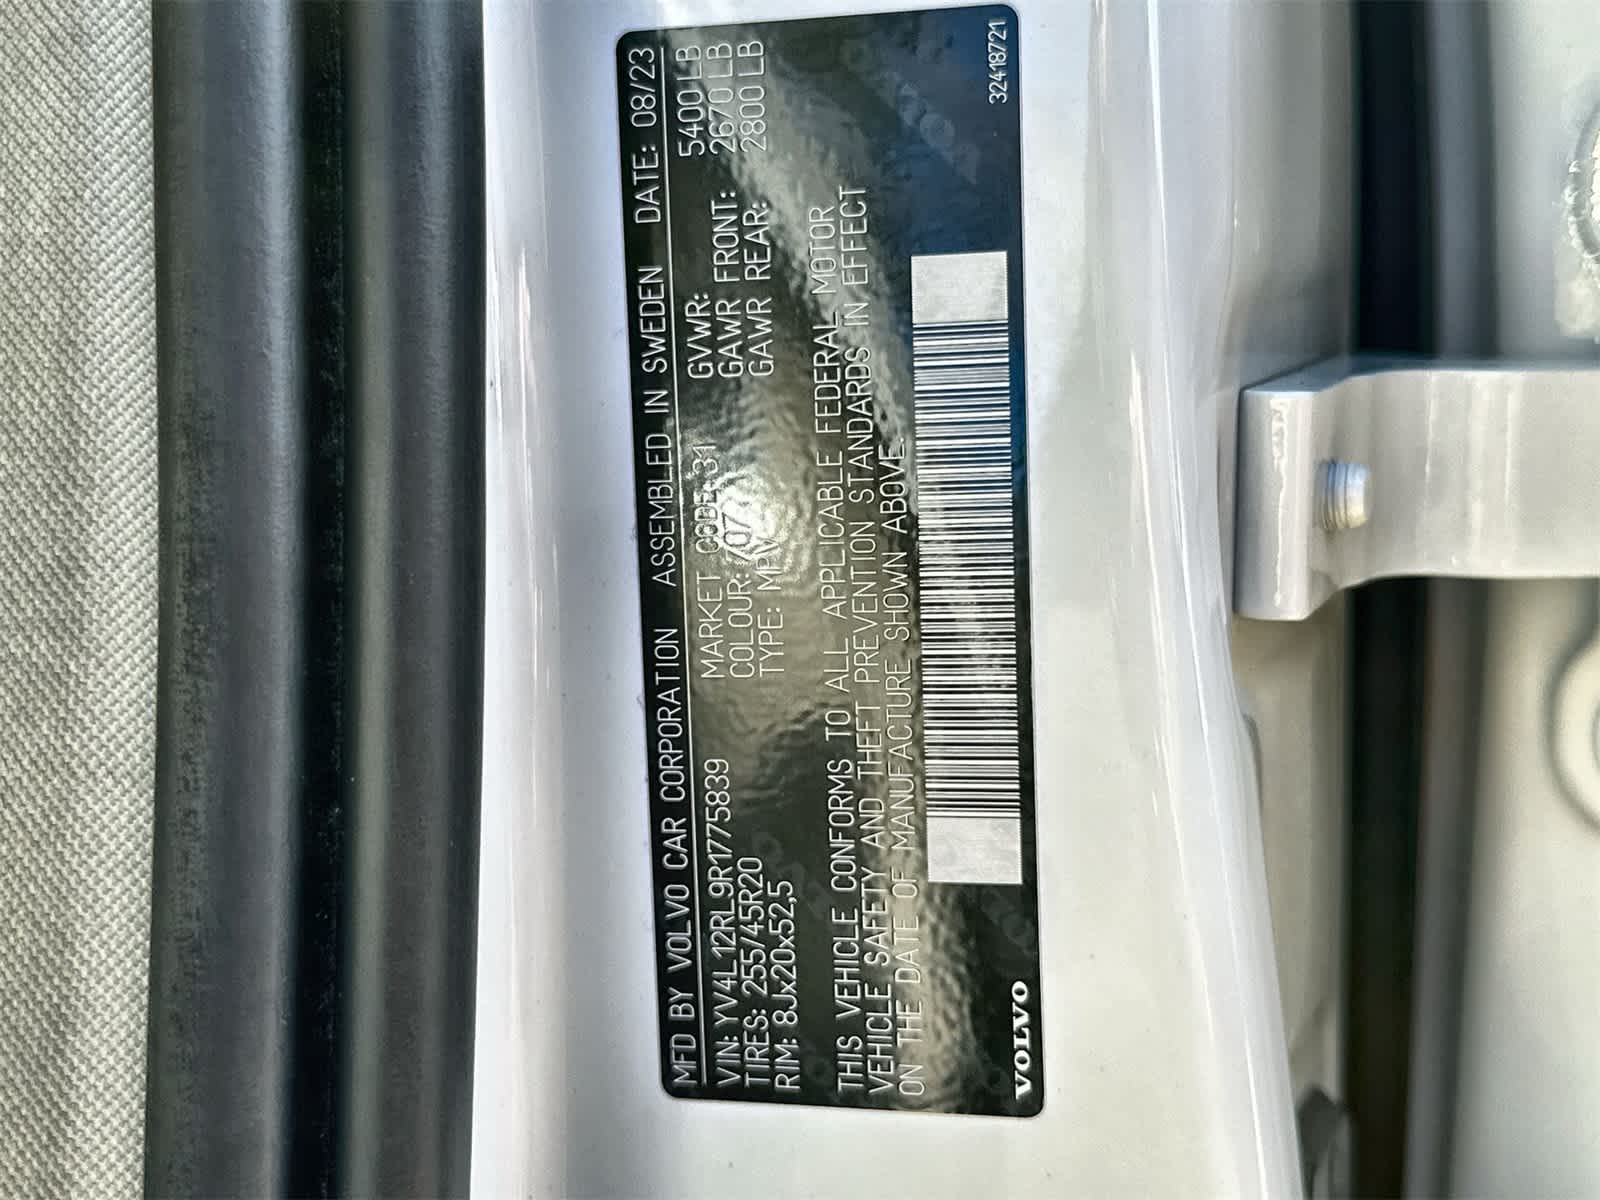 MFD BY VOLVO CAR CORPORATION ASSEMBLED IN SWEDEN DATE: 08/23
VIN: YV4L12RL9R1775839 MARKET CODE: 31 GVWR: 5400 LB
TIRES: 255/45R20 COLOUR: 707 GAWR FRONT: 2670 LB
RIM: 8Jx20x52,5 TYPE: MPV GAWR REAR: 2800 LB
THIS VEHICLE CONFORMS TO ALL APPLICABLE FEDERAL MOTOR
VEHICLE SAFETY AND THEFT PREVENTION STANDARDS IN EFFECT
ON THE DATE OF MANUFACTURE SHOWN ABOVE.
VOLVO 32418721